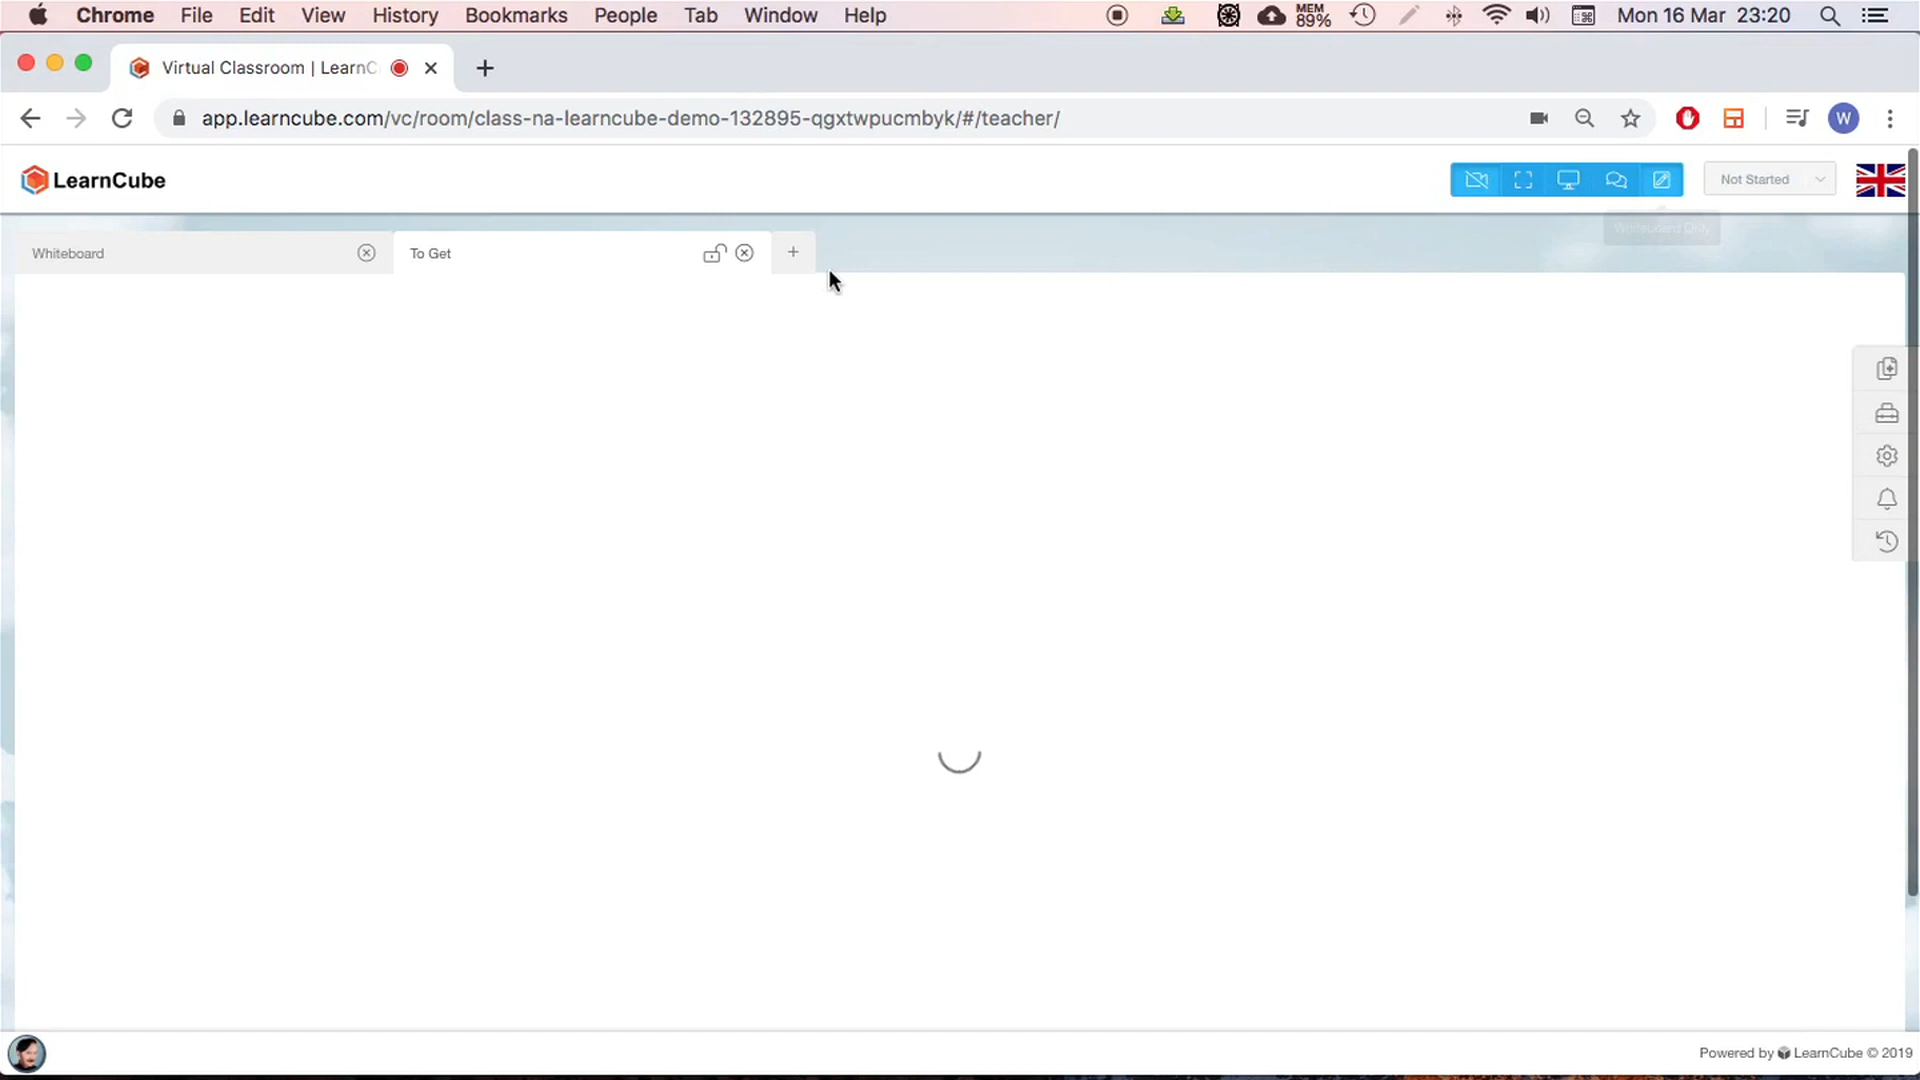 Chrome File Edit View History Bookmarks People Tab Window Help MEM 89% Mon 16 Mar 23:20
Virtual Classroom | LearnC
app.learncube.com/vc/room/class-na-learncube-demo-132895-qgxtwpucmbyk/#/teacher/ W
LearnCube Not Started
Whiteboard Only
Whiteboard To Get
Powered by LearnCube © 2019